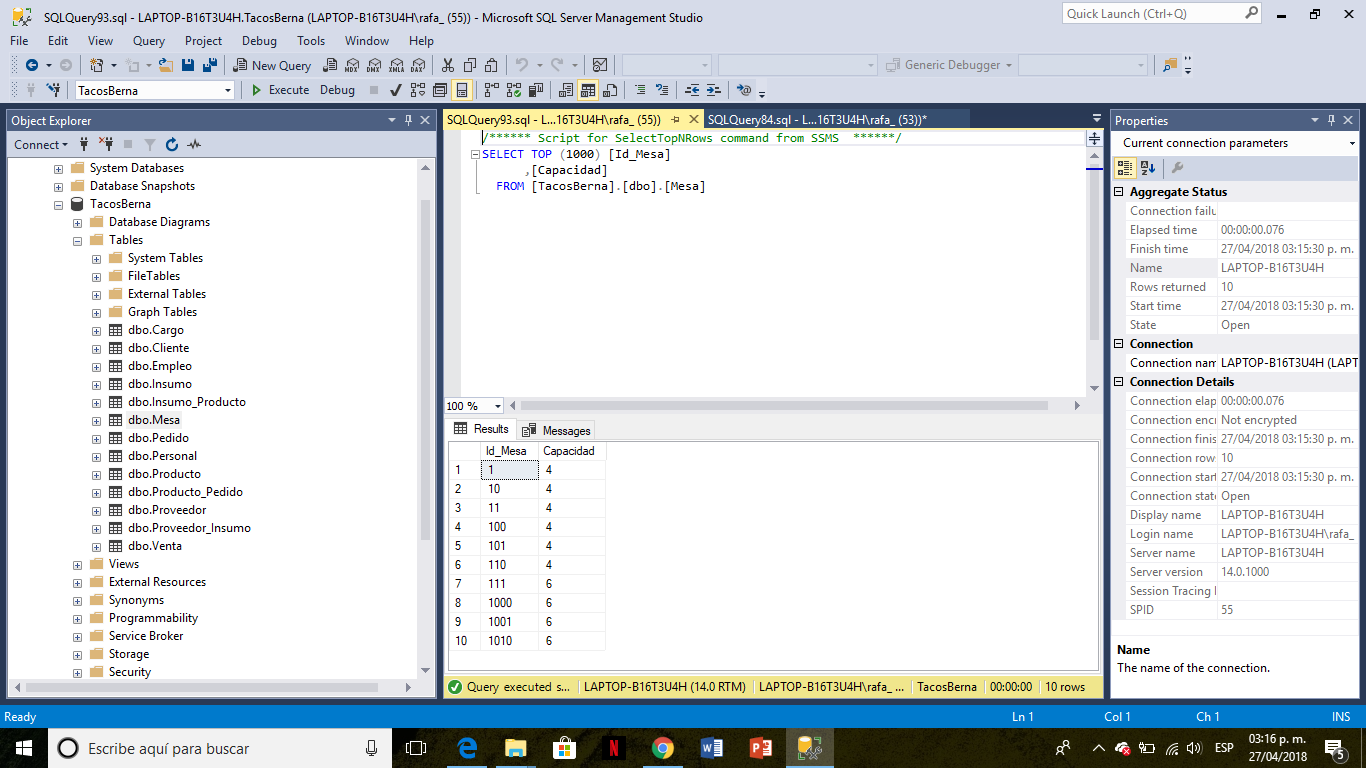 SQLQuery93.sql - LAPTOP-B16T3U4H.TacosBerna (LAPTOP-B16T3U4H\rafa_ (55)) - Microsoft SQL Server Management Studio
Quick Launch (Ctrl+Q)
File Edit View Query Project Debug Tools Window Help
New Query
MDX DMX XMLA DAX
Generic Debugger
TacosBerna
Execute Debug
Object Explorer
Connect
System Databases
Database Snapshots
TacosBerna
Database Diagrams
Tables
System Tables
FileTables
External Tables
Graph Tables
dbo.Cargo
dbo.Cliente
dbo.Empleo
dbo.Insumo
dbo.Insumo_Producto
dbo.Mesa
dbo.Pedido
dbo.Personal
dbo.Producto
dbo.Producto_Pedido
dbo.Proveedor
dbo.Proveedor_Insumo
dbo.Venta
Views
External Resources
Synonyms
Programmability
Service Broker
Storage
Security
SQLQuery93.sql - L...16T3U4H\rafa_ (55)) SQLQuery84.sql - L...16T3U4H\rafa_ (53))*
/****** Script for SelectTopNRows command from SSMS ******/
SELECT TOP (1000) [Id_Mesa]
,[Capacidad]
FROM [TacosBerna].[dbo].[Mesa]
100 %
Results Messages
Id_Mesa Capacidad
1 1 4
2 10 4
3 11 4
4 100 4
5 101 4
6 110 4
7 111 6
8 1000 6
9 1001 6
10 1010 6
Query executed s... LAPTOP-B16T3U4H (14.0 RTM) LAPTOP-B16T3U4H\rafa_ ... TacosBerna 00:00:00 10 rows
Properties
Current connection parameters
Aggregate Status
Connection failu
Elapsed time 00:00:00.076
Finish time 27/04/2018 03:15:30 p. m.
Name LAPTOP-B16T3U4H
Rows returned 10
Start time 27/04/2018 03:15:30 p. m.
State Open
Connection
Connection nam LAPTOP-B16T3U4H (LAPT
Connection Details
Connection elap 00:00:00.076
Connection encr Not encrypted
Connection finis 27/04/2018 03:15:30 p. m.
Connection row 10
Connection start 27/04/2018 03:15:30 p. m.
Connection stat Open
Display name LAPTOP-B16T3U4H
Login name LAPTOP-B16T3U4H\rafa_
Server name LAPTOP-B16T3U4H
Server version 14.0.1000
Session Tracing I
SPID 55
Name
The name of the connection.
Ready Ln 1 Col 1 Ch 1 INS
Escribe aquí para buscar
ESP
03:16 p. m.
27/04/2018
5